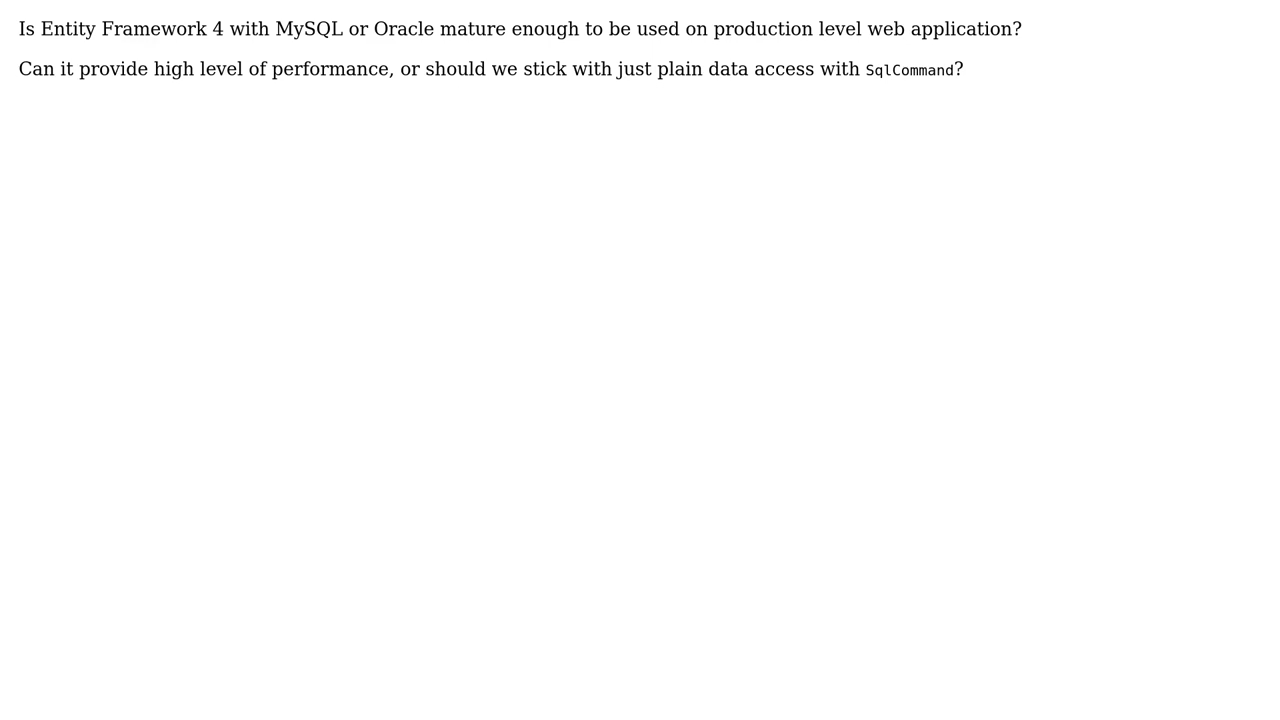 Is Entity Framework 4 with MySQL or Oracle mature enough to be used on production level web application?
Can it provide high level of performance, or should we stick with just plain data access with SqlCommand?